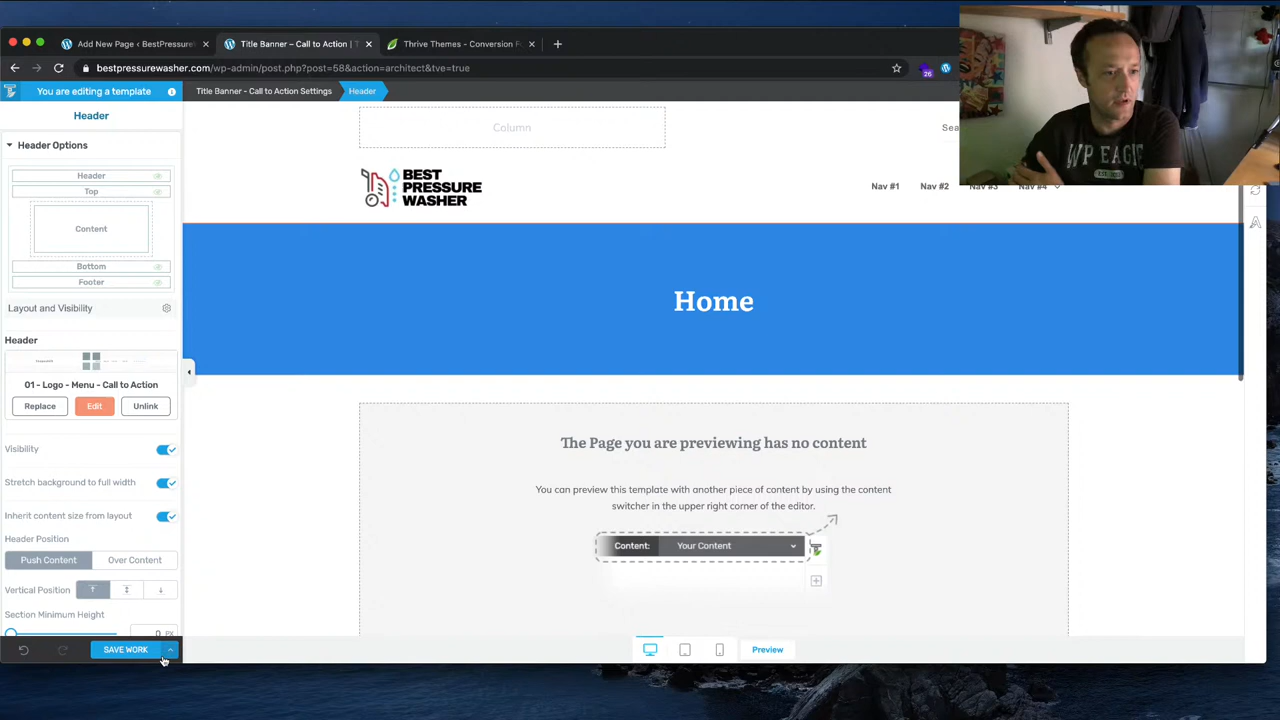 Add New Page < BestPressure
Title Banner – Call to Action | T
Thrive Themes - Conversion Fo
bestpressurewasher.com/wp-admin/post.php?post=58&action=architect&tve=true
26
You are editing a template
Title Banner - Call to Action Settings
Header
Header
Header Options
Header
Top
Content
Bottom
Footer
Layout and Visibility
Header
01 - Logo - Menu - Call to Action
Replace
Edit
Unlink
Visibility
Stretch background to full width
Inherit content size from layout
Header Position
Push Content
Over Content
Vertical Position
Section Minimum Height
0 PX
SAVE WORK
Column
Sea
BEST
PRESSURE
WASHER
Nav #1
Nav #2
Nav #3
Nav #4
Home
The Page you are previewing has no content
You can preview this template with another piece of content by using the content
switcher in the upper right corner of the editor.
Content:
Your Content
Preview
WP EAGLE